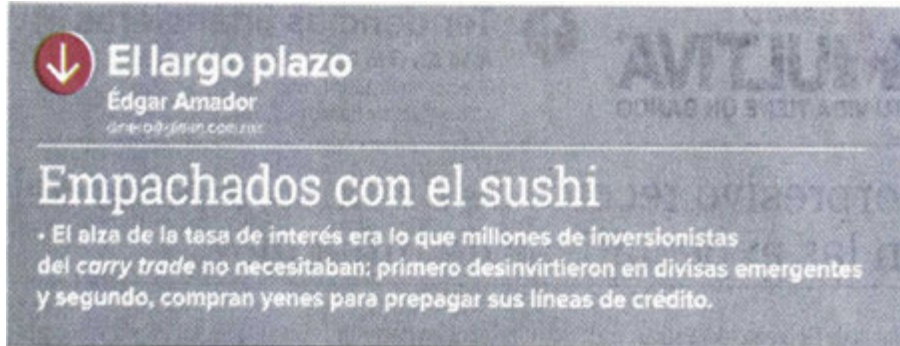 El largo plazo
Édgar Amador
Empachados con el sushi
• El alza de la tasa de interés era lo que millones de inversionistas
del carry trade no necesitaban: primero desinvirtieron en divisas emergentes
y segundo, compran yenes para prepagar sus líneas de crédito.